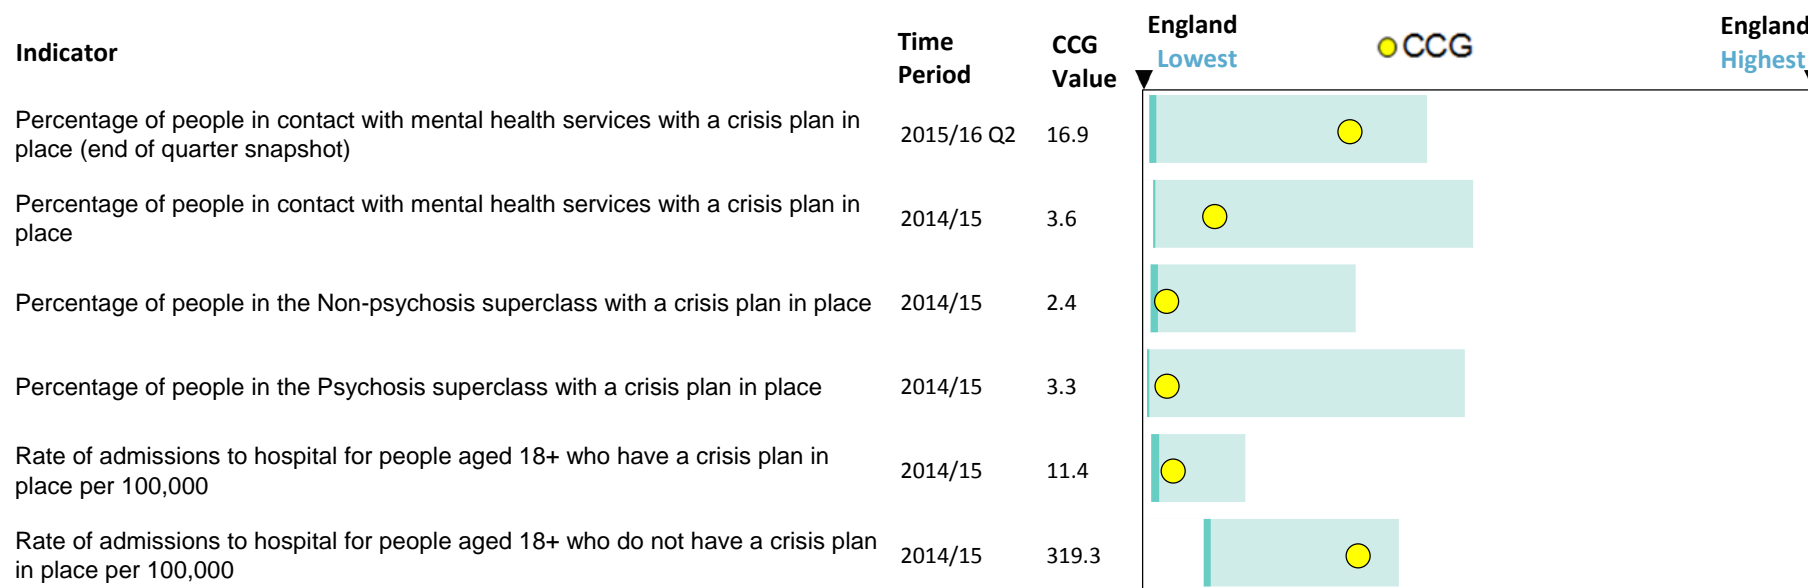 Indicator
Time
Period
CCG
Value
England
Lowest
CCG
England
Highest
Percentage of people in contact with mental health services with a crisis plan in
place (end of quarter snapshot)
2015/16 Q2
16.9
Percentage of people in contact with mental health services with a crisis plan in
place
2014/15
3.6
Percentage of people in the Non-psychosis superclass with a crisis plan in place
2014/15
2.4
Percentage of people in the Psychosis superclass with a crisis plan in place
2014/15
3.3
Rate of admissions to hospital for people aged 18+ who have a crisis plan in
place per 100,000
2014/15
11.4
Rate of admissions to hospital for people aged 18+ who do not have a crisis plan
in place per 100,000
2014/15
319.3